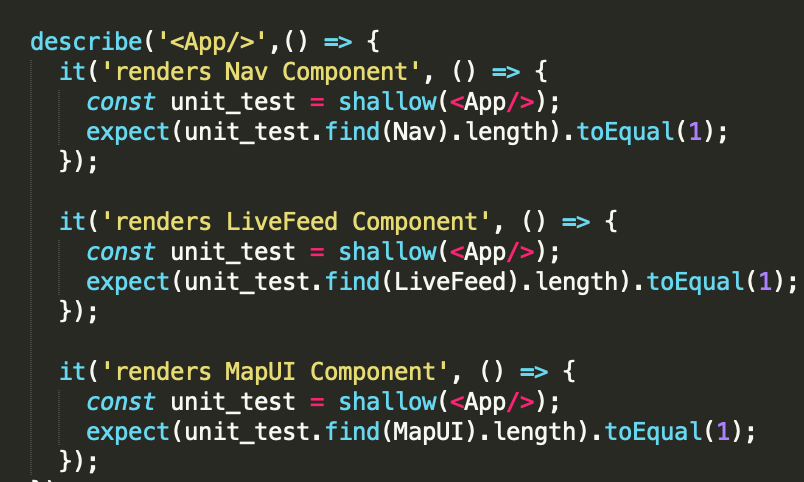 describe('<App/>',() => {
  it('renders Nav Component', () => {
    const unit_test = shallow(<App/>);
    expect(unit_test.find(Nav).length).toEqual(1);
  });

  it('renders LiveFeed Component', () => {
    const unit_test = shallow(<App/>);
    expect(unit_test.find(LiveFeed).length).toEqual(1);
  });

  it('renders MapUI Component', () => {
    const unit_test = shallow(<App/>);
    expect(unit_test.find(MapUI).length).toEqual(1);
  });